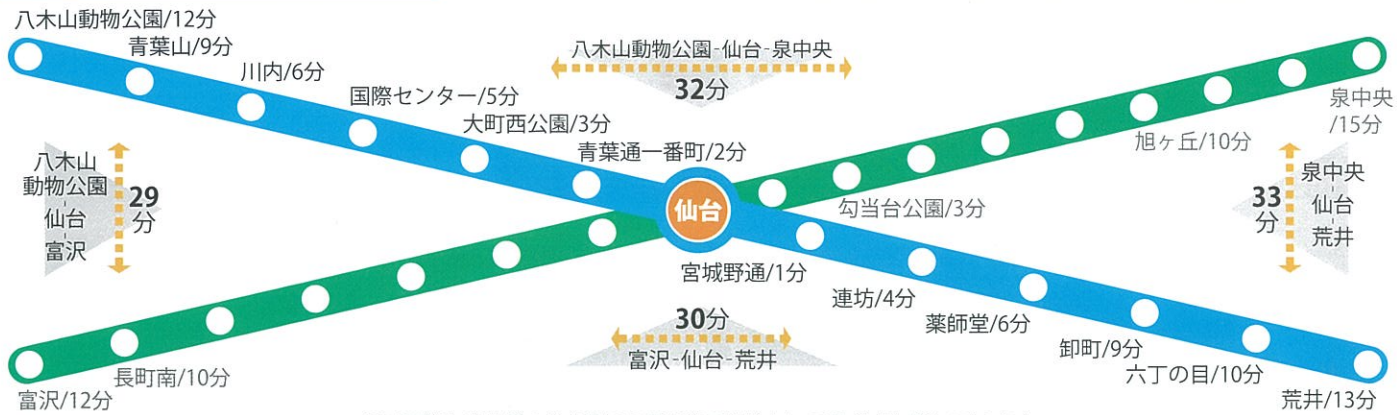 八木山動物公園/12分
青葉山/9分
川内/6分
国際センター/5分
大町西公園/3分
青葉通一番町/2分
八木山動物公園-仙台-泉中央
32分
泉中央
/15分
旭ヶ丘/10分
勾当台公園/3分
八木山
動物公園
-
仙台
-
富沢
29
分
仙台
33
分
泉中央
-
仙台
-
荒井
宮城野通/1分
連坊/4分
薬師堂/6分
卸町/9分
六丁の目/10分
荒井/13分
30分
富沢-仙台-荒井
長町南/10分
富沢/12分